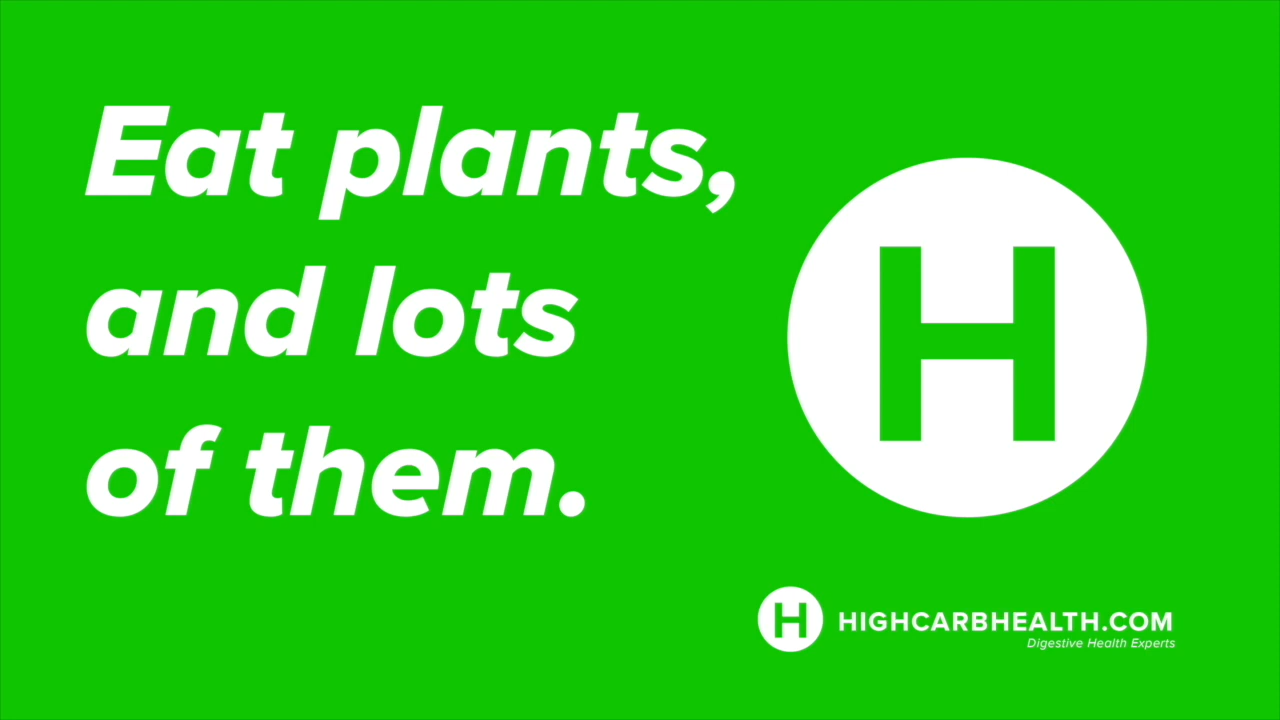 Eat plants,
and lots
of them.
H
H HIGHCARBHEALTH.COM
Digestive Health Experts